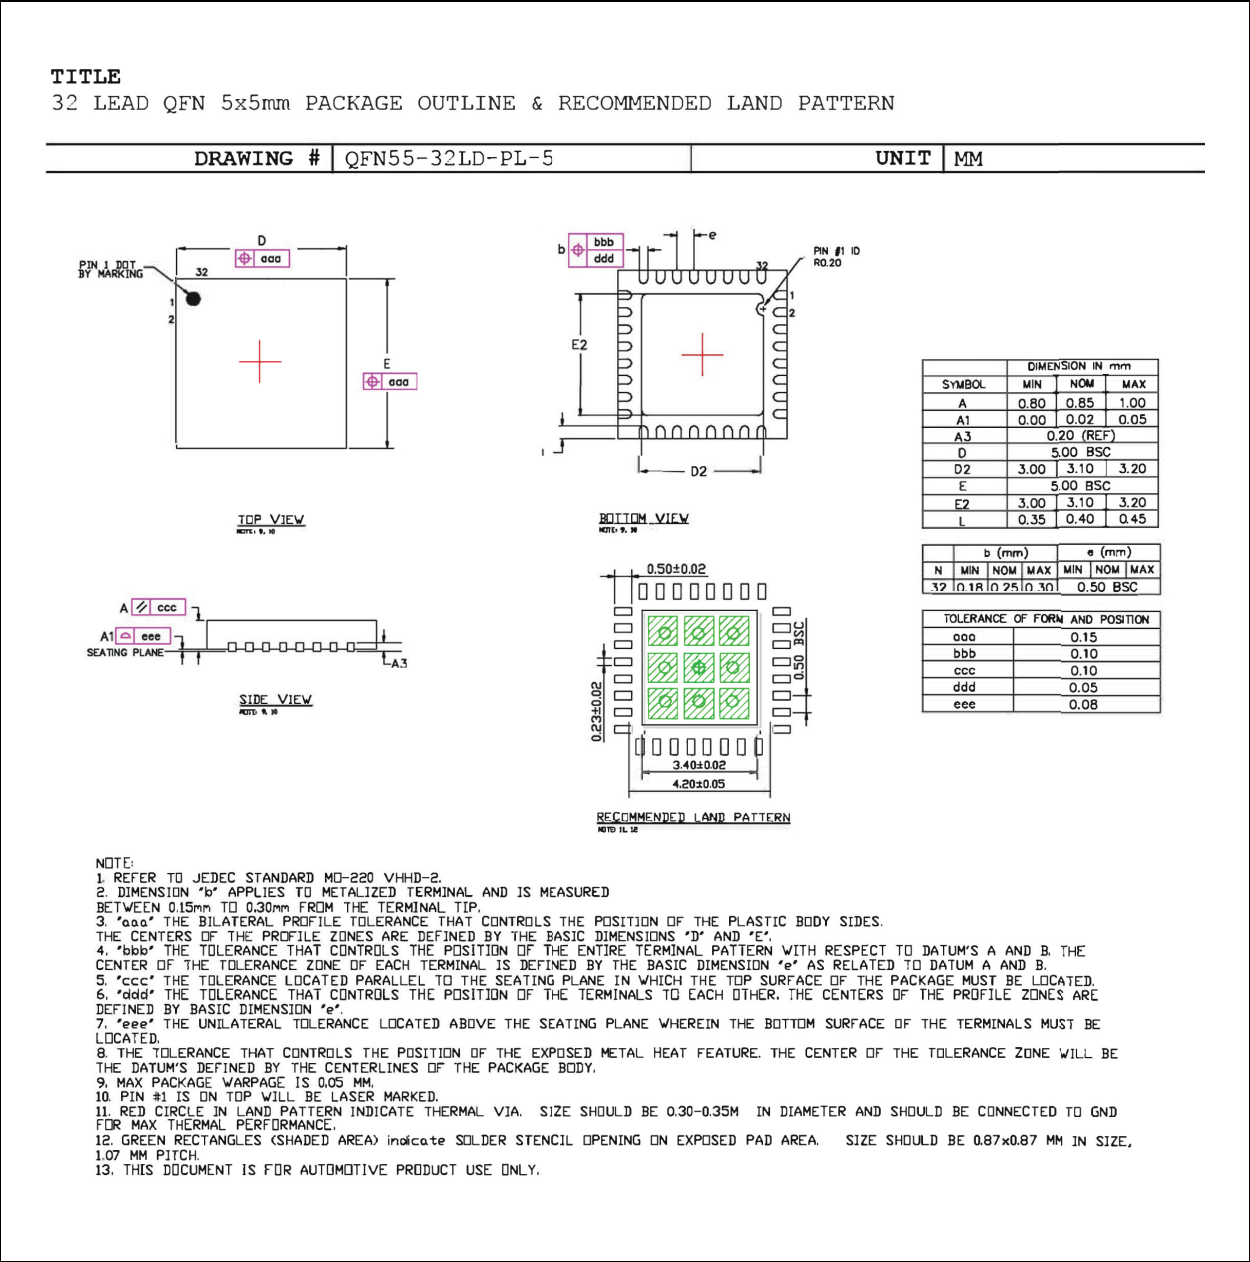 TITLE
32 LEAD QFN 5x5mm PACKAGE OUTLINE & RECOMMENDED LAND PATTERN
DRAWING # QFN55-32LD-PL-5 UNIT MM
D
aaa
PIN 1 DOT
BY MARKING
32
1
2
E
aaa
TOP VIEW
NOTE: 9, 10
b bbb
ddd
e
PIN #1 ID
R0.20
32
1
2
E2
D2
BOTTOM VIEW
NOTE: 9, 10
A ccc
A1 eee
SEATING PLANE
A3
SIDE VIEW
NOTE: 9, 10
0.50±0.02
0.50 BSC
0.23±0.02
3.40±0.02
4.20±0.05
RECOMMENDED LAND PATTERN
NOTE: 11, 12
DIMENSION IN mm
SYMBOL MIN NOM MAX
A 0.80 0.85 1.00
A1 0.00 0.02 0.05
A3 0.20 (REF)
D 5.00 BSC
D2 3.00 3.10 3.20
E 5.00 BSC
E2 3.00 3.10 3.20
L 0.35 0.40 0.45
b (mm) e (mm)
N MIN NOM MAX MIN NOM MAX
32 0.18 0.25 0.30 0.50 BSC
TOLERANCE OF FORM AND POSITION
aaa 0.15
bbb 0.10
ccc 0.10
ddd 0.05
eee 0.08
NOTE:
1. REFER TO JEDEC STANDARD MO-220 VHHD-2.
2. DIMENSION "b" APPLIES TO METALIZED TERMINAL AND IS MEASURED
BETWEEN 0.15mm TO 0.30mm FROM THE TERMINAL TIP.
3. "aaa" THE BILATERAL PROFILE TOLERANCE THAT CONTROLS THE POSITION OF THE PLASTIC BODY SIDES.
THE CENTERS OF THE PROFILE ZONES ARE DEFINED BY THE BASIC DIMENSIONS "D" AND "E".
4. "bbb" THE TOLERANCE THAT CONTROLS THE POSITION OF THE ENTIRE TERMINAL PATTERN WITH RESPECT TO DATUM'S A AND B. THE
CENTER OF THE TOLERANCE ZONE OF EACH TERMINAL IS DEFINED BY THE BASIC DIMENSION "e" AS RELATED TO DATUM A AND B.
5. "ccc" THE TOLERANCE LOCATED PARALLEL TO THE SEATING PLANE IN WHICH THE TOP SURFACE OF THE PACKAGE MUST BE LOCATED.
6. "ddd" THE TOLERANCE THAT CONTROLS THE POSITION OF THE TERMINALS TO EACH OTHER. THE CENTERS OF THE PROFILE ZONES ARE
DEFINED BY BASIC DIMENSION "e".
7. "eee" THE UNILATERAL TOLERANCE LOCATED ABOVE THE SEATING PLANE WHEREIN THE BOTTOM SURFACE OF THE TERMINALS MUST BE
LOCATED.
8. THE TOLERANCE THAT CONTROLS THE POSITION OF THE EXPOSED METAL HEAT FEATURE. THE CENTER OF THE TOLERANCE ZONE WILL BE
THE DATUM'S DEFINED BY THE CENTERLINES OF THE PACKAGE BODY.
9. MAX PACKAGE WARPAGE IS 0.05 MM.
10. PIN #1 IS ON TOP WILL BE LASER MARKED.
11. RED CIRCLE IN LAND PATTERN INDICATE THERMAL VIA. SIZE SHOULD BE 0.30-0.35M IN DIAMETER AND SHOULD BE CONNECTED TO GND
FOR MAX THERMAL PERFORMANCE.
12. GREEN RECTANGLES (SHADED AREA) indicate SOLDER STENCIL OPENING ON EXPOSED PAD AREA. SIZE SHOULD BE 0.87x0.87 MM IN SIZE,
1.07 MM PITCH.
13. THIS DOCUMENT IS FOR AUTOMOTIVE PRODUCT USE ONLY.